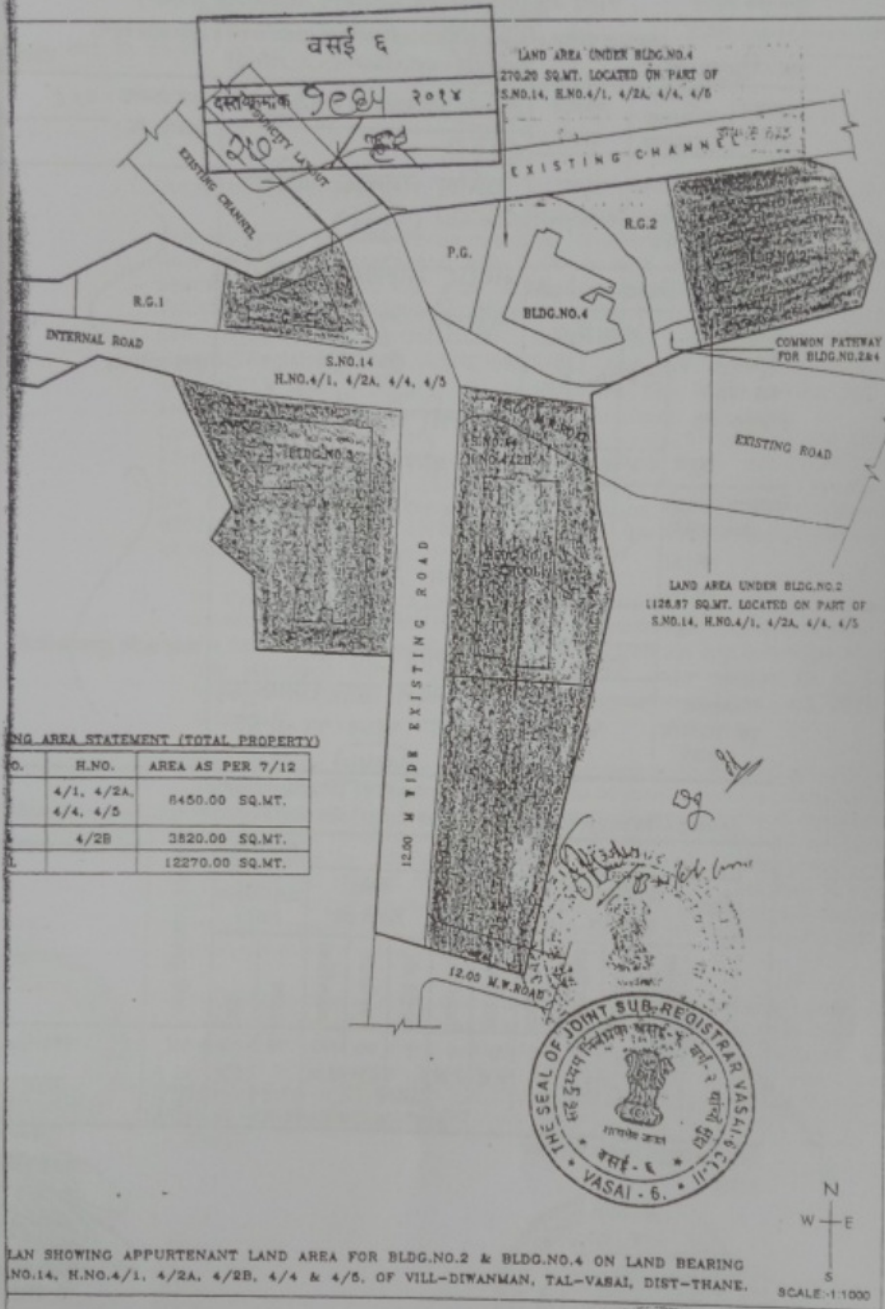 वसई ६
दस्तक्रमांक २०१४
LAND AREA UNDER BLDG.NO.4
270.20 SQ.MT. LOCATED ON PART OF
S.NO.14, H.NO.4/1, 4/2A, 4/4, 4/5
LAYOUT
EXISTING CHANNEL
EXISTING CHANNEL
R.G.2
P.G.
BLDG.NO.4
R.G.1
INTERNAL ROAD
COMMON PATHWAY
FOR BLDG.NO.2&4
S.NO.14
H.NO.4/1, 4/2A, 4/4, 4/5
EXISTING ROAD
BLDG.NO.3
LAND AREA UNDER BLDG.NO.2
1126.87 SQ.MT. LOCATED ON PART OF
S.NO.14, H.NO.4/1, 4/2A, 4/4, 4/5
12.00 M WIDE EXISTING ROAD
NG AREA STATEMENT (TOTAL PROPERTY)
O. H.NO. AREA AS PER 7/12
4/1, 4/2A, 4/4, 4/5 8450.00 SQ.MT.
4/2B 3820.00 SQ.MT.
12270.00 SQ.MT.
12.00 M.W.ROAD
THE SEAL OF JOINT SUB REGISTRAR VASAI-6 CL-II
वसई - ६
VASAI - 6.
N
W E
S
LAN SHOWING APPURTENANT LAND AREA FOR BLDG.NO.2 & BLDG.NO.4 ON LAND BEARING
.NO.14, H.NO.4/1, 4/2A, 4/2B, 4/4 & 4/5, OF VILL-DIWANMAN, TAL-VASAI, DIST-THANE.
SCALE:-1:1000